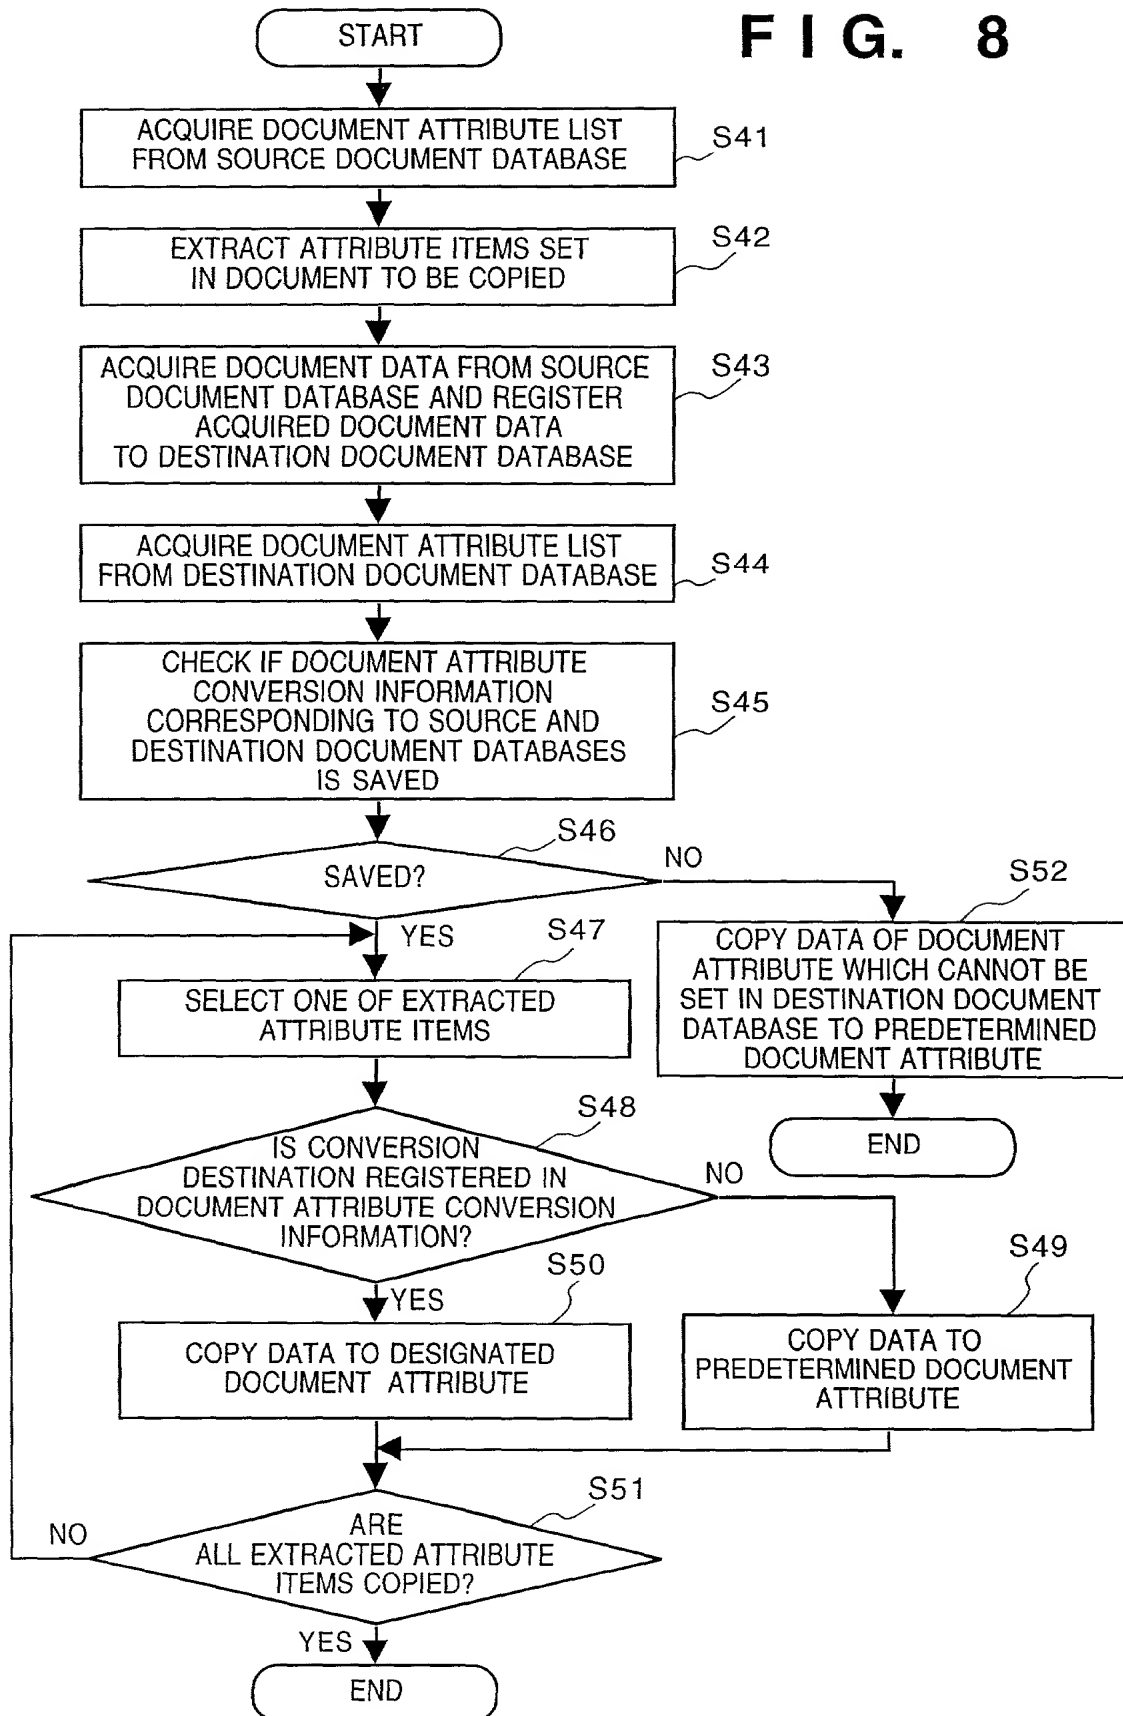 FIG. 8
START
ACQUIRE DOCUMENT ATTRIBUTE LIST
FROM SOURCE DOCUMENT DATABASE
S41
EXTRACT ATTRIBUTE ITEMS SET
IN DOCUMENT TO BE COPIED
S42
ACQUIRE DOCUMENT DATA FROM SOURCE
DOCUMENT DATABASE AND REGISTER
ACQUIRED DOCUMENT DATA
TO DESTINATION DOCUMENT DATABASE
S43
ACQUIRE DOCUMENT ATTRIBUTE LIST
FROM DESTINATION DOCUMENT DATABASE
S44
CHECK IF DOCUMENT ATTRIBUTE
CONVERSION INFORMATION
CORRESPONDING TO SOURCE AND
DESTINATION DOCUMENT DATABASES
IS SAVED
S45
SAVED?
S46
NO
YES
S52
COPY DATA OF DOCUMENT
ATTRIBUTE WHICH CANNOT BE
SET IN DESTINATION DOCUMENT
DATABASE TO PREDETERMINED
DOCUMENT ATTRIBUTE
END
S47
SELECT ONE OF EXTRACTED
ATTRIBUTE ITEMS
S48
IS CONVERSION
DESTINATION REGISTERED IN
DOCUMENT ATTRIBUTE CONVERSION
INFORMATION?
NO
YES
S50
COPY DATA TO DESIGNATED
DOCUMENT ATTRIBUTE
S49
COPY DATA TO
PREDETERMINED DOCUMENT
ATTRIBUTE
S51
ARE
ALL EXTRACTED ATTRIBUTE
ITEMS COPIED?
NO
YES
END